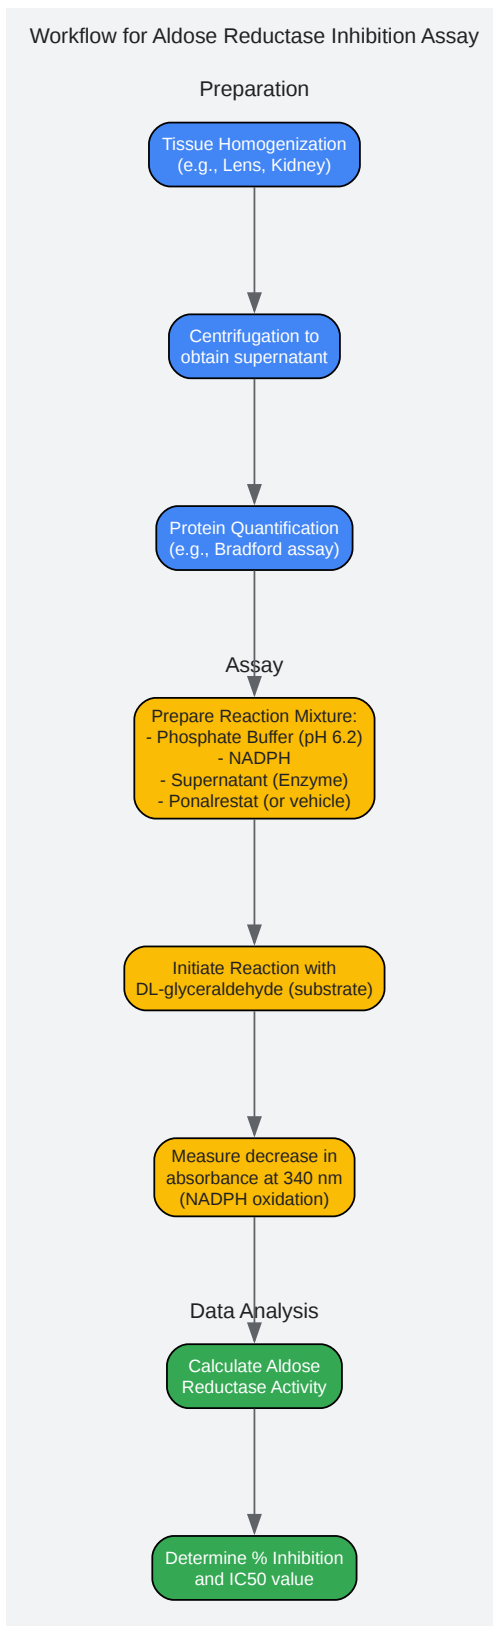 Workflow for Aldose Reductase Inhibition Assay
Preparation
Tissue Homogenization
(e.g., Lens, Kidney)
Centrifugation to
obtain supernatant
Protein Quantification
(e.g., Bradford assay)
Assay
Prepare Reaction Mixture:
- Phosphate Buffer (pH 6.2)
- NADPH
- Supernatant (Enzyme)
- Ponalrestat (or vehicle)
Initiate Reaction with
DL-glyceraldehyde (substrate)
Measure decrease in
absorbance at 340 nm
(NADPH oxidation)
Data Analysis
Calculate Aldose
Reductase Activity
Determine % Inhibition
and IC50 value